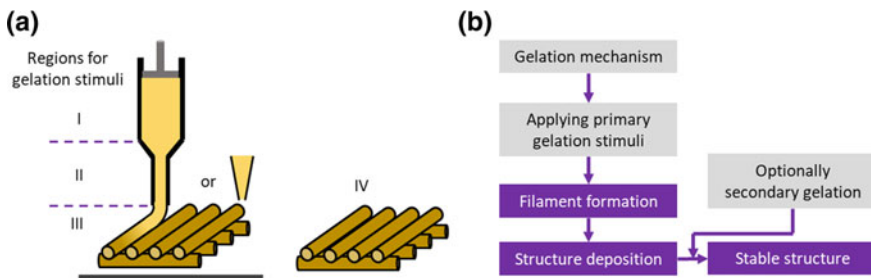 (a)
Regions for
gelation stimuli
I
II
III
or
IV
(b)
Gelation mechanism
Applying primary
gelation stimuli
Filament formation
Structure deposition
Optionally
secondary gelation
Stable structure